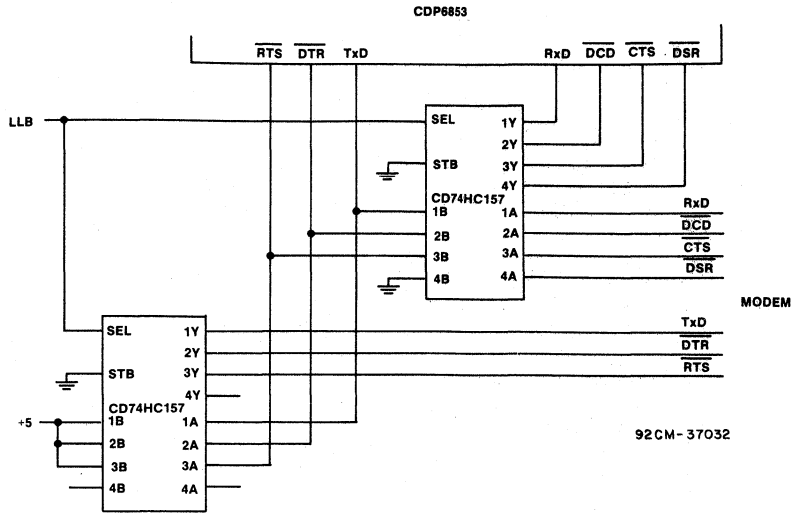 CDP6853
RTS DTR TxD RxD DCD CTS DSR
LLB
SEL 1Y
2Y
STB 3Y
4Y
CD74HC157
1B 1A RxD
2B 2A DCD
3B 3A CTS
4B 4A DSR
MODEM
SEL 1Y TxD
2Y DTR
STB 3Y RTS
4Y
CD74HC157
+5 1B 1A
2B 2A
3B 3A
4B 4A
92CM-37032